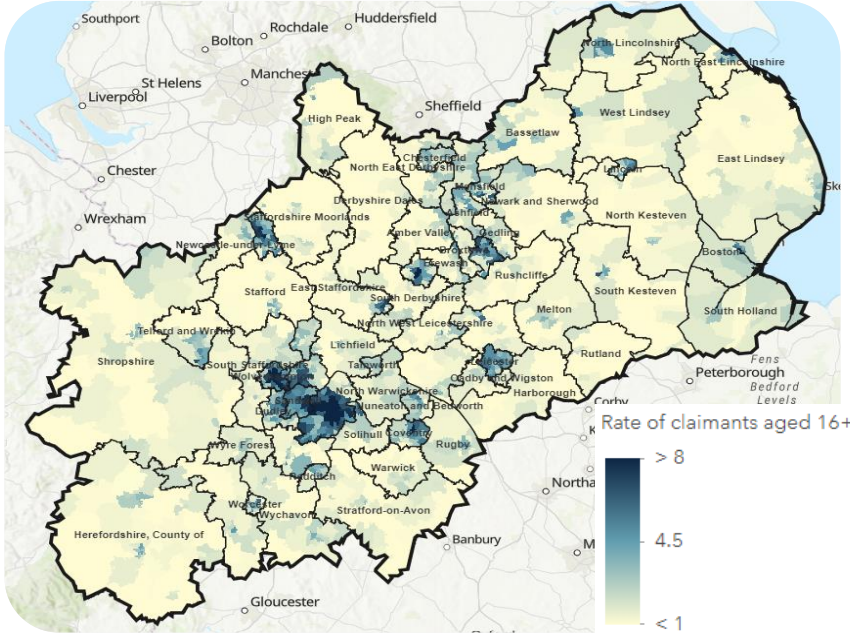 Southport
Bolton
Rochdale
Huddersfield
St Helens
Manches
Liverpool
Sheffield
Chester
Wrexham
North Lincolnshire
North East Lincolnshire
High Peak
Bassetlaw
West Lindsey
Chesterfield
North East Derbyshire
Lincoln
East Lindsey
Ske
Mansfield
Derbyshire Dales
Newark and Sherwood
Ashfield
North Kesteven
Staffordshire Moorlands
Amber Valley
Gedling
Newcastle-under-Lyme
Broxtowe
Erewash
Boston
Rushcliffe
Stafford
East Staffordshire
South Derbyshire
South Kesteven
Melton
South Holland
North West Leicestershire
Telford and Wrekin
Shropshire
Lichfield
Rutland
South Staffordshire
Tamworth
Leicester
Oadby and Wigston
Peterborough
Fens
Bedford
Levels
North Warwickshire
Nuneaton and Bedworth
Harborough
Corby
Dudley
Solihull
Coventry
Rugby
Wyre Forest
Warwick
Redditch
Northa
Worcester
Wychavon
Stratford-on-Avon
Herefordshire, County of
Banbury
Gloucester
Rate of claimants aged 16+
> 8
4.5
< 1